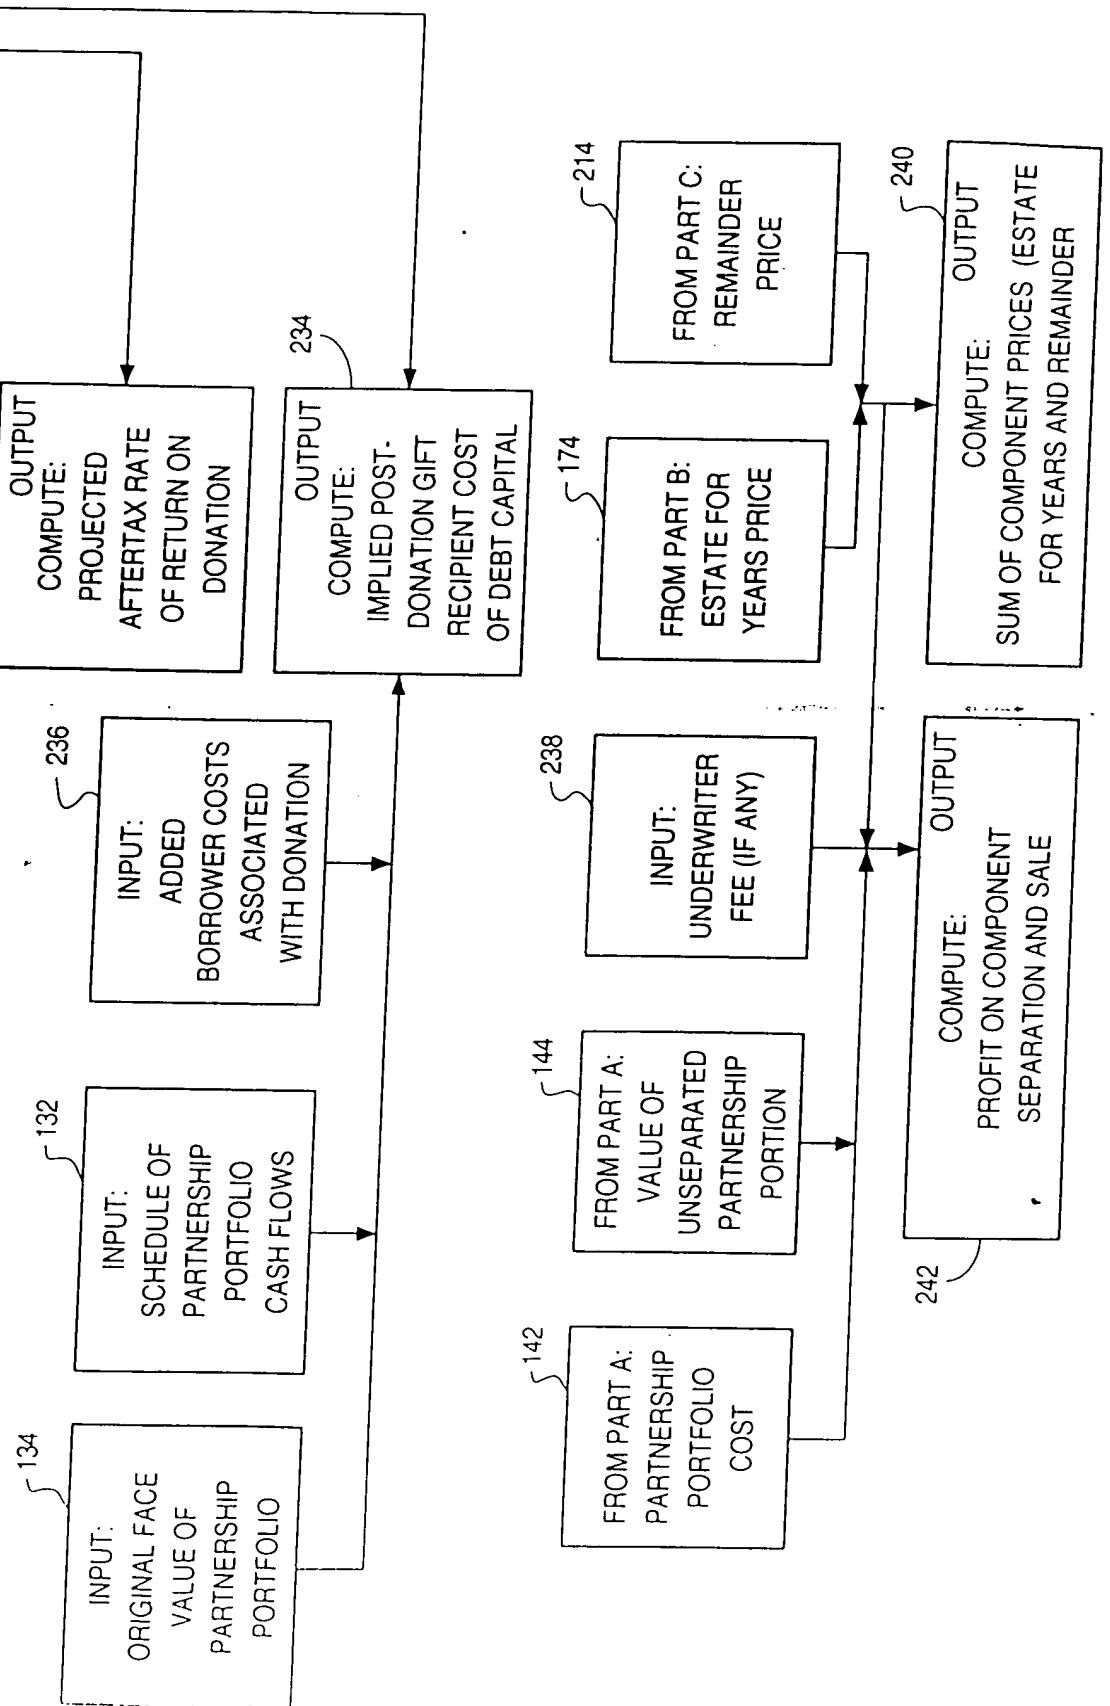 OUTPUT
COMPUTE:
PROJECTED
AFTERTAX RATE
OF RETURN ON
DONATION
134
INPUT:
ORIGINAL FACE
VALUE OF
PARTNERSHIP
PORTFOLIO
132
INPUT:
SCHEDULE OF
PARTNERSHIP
PORTFOLIO
CASH FLOWS
236
INPUT:
ADDED
BORROWER COSTS
ASSOCIATED
WITH DONATION
234
OUTPUT
COMPUTE:
IMPLIED POST-
DONATION GIFT
RECIPIENT COST
OF DEBT CAPITAL
142
FROM PART A:
PARTNERSHIP
PORTFOLIO
COST
144
FROM PART A:
VALUE OF
UNSEPARATED
PARTNERSHIP
PORTION
238
INPUT:
UNDERWRITER
FEE (IF ANY)
174
FROM PART B:
ESTATE FOR
YEARS PRICE
214
FROM PART C:
REMAINDER
PRICE
242
OUTPUT
COMPUTE:
PROFIT ON COMPONENT
SEPARATION AND SALE
240
COMPUTE: OUTPUT
SUM OF COMPONENT PRICES (ESTATE
FOR YEARS AND REMAINDER